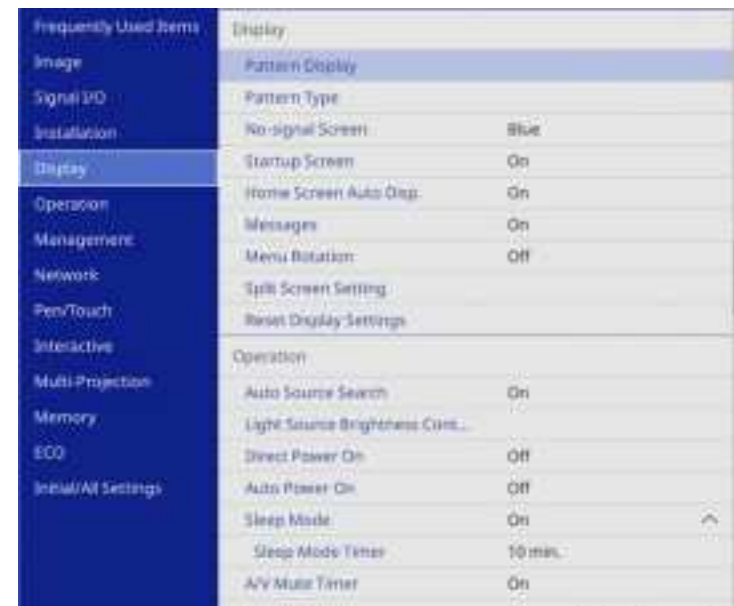 Frequently Used Items
Image
Signal I/O
Installation
Display
Operation
Management
Network
Pen/Touch
Interactive
Multi-Projection
Memory
ECO
Initial/All Settings
Display
Pattern Display
Pattern Type
No-signal Screen Blue
Startup Screen On
Home Screen Auto Disp. On
Messages On
Menu Rotation Off
Split Screen Setting
Reset Display Settings
Operation
Auto Source Search On
Light Source Brightness Cont...
Direct Power On Off
Auto Power On Off
Sleep Mode On
Sleep Mode Timer 10 min.
A/V Mute Timer On